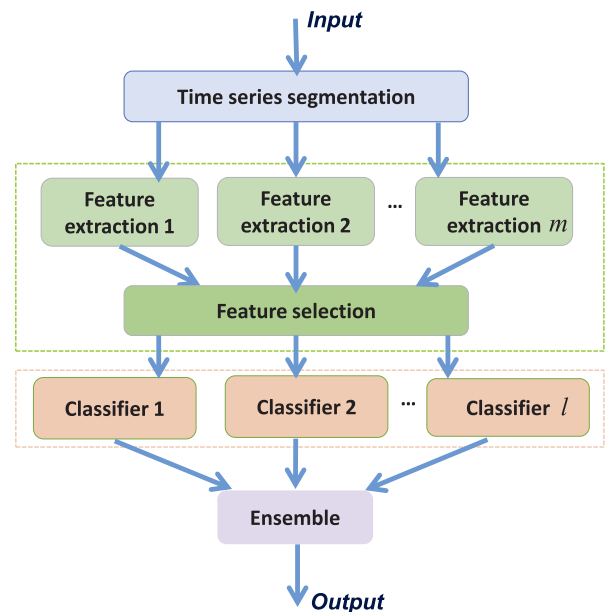 Input
Time series segmentation
Feature
extraction 1
Feature
extraction 2
...
Feature
extraction m
Feature selection
Classifier 1
Classifier 2
...
Classifier l
Ensemble
Output